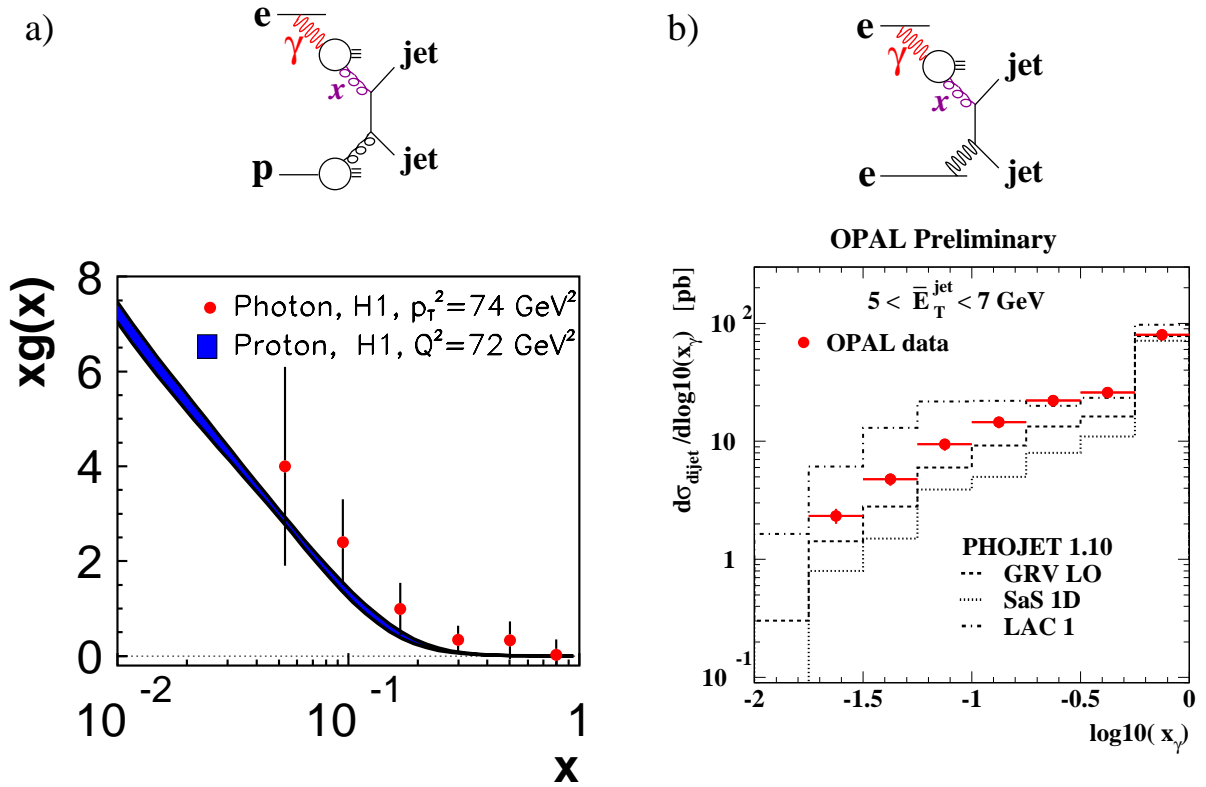 a)
e
γ
x
jet
jet
p
8
6
4
2
0
xg(x)
Photon, H1, p_T^2=74 GeV^2
Proton, H1, Q^2=72 GeV^2
10^-2
10^-1
1
x
b)
e
γ
x
jet
jet
e
OPAL Preliminary
dσ_dijet/dlog10(x_γ) [pb]
5 < E̅_T^jet < 7 GeV
OPAL data
10^2
10
1
10^-1
PHOJET 1.10
GRV LO
SaS 1D
LAC 1
-2
-1.5
-1
-0.5
0
log10( x_γ)